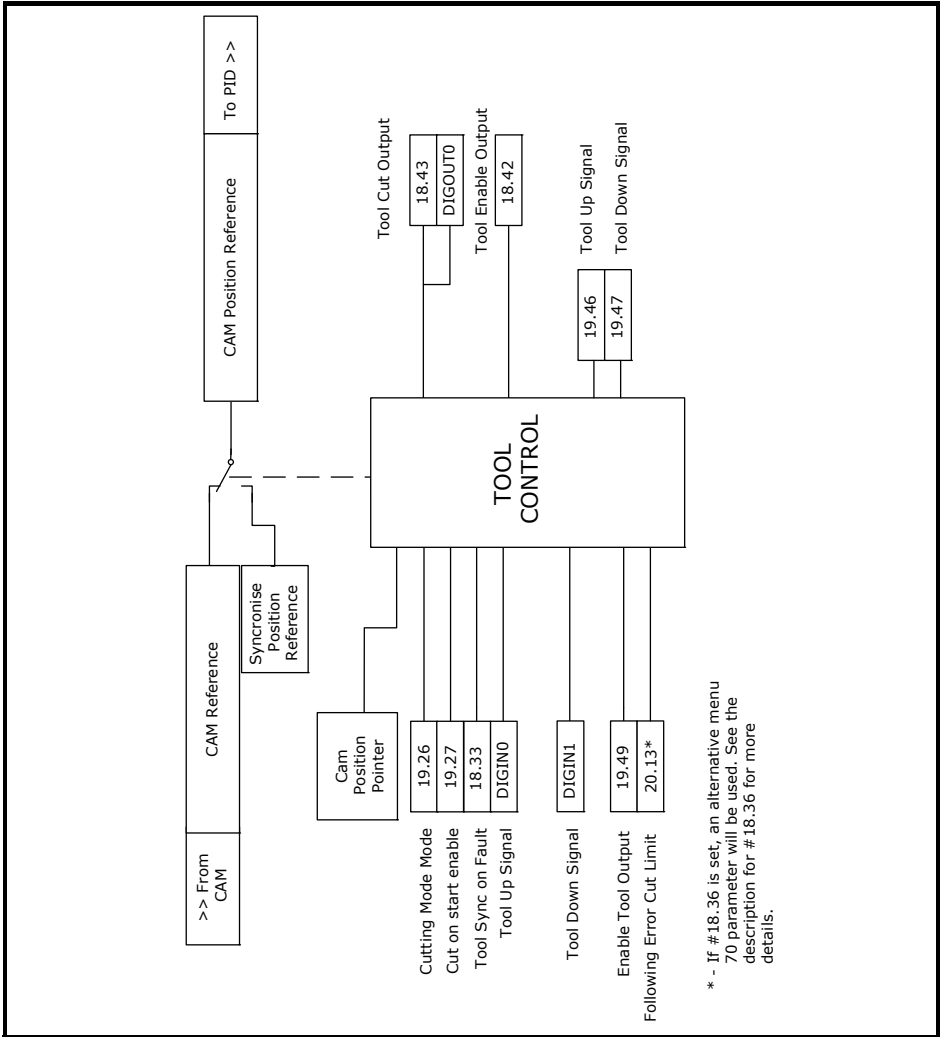 >> From
CAM
CAM Reference
Syncronise
Position
Reference
CAM Position Reference
To PID >>
Cam
Position
Pointer
Cutting Mode Mode
19.26
Cut on start enable
19.27
Tool Sync on Fault
18.33
Tool Up Signal
DIGIN0
Tool Down Signal
DIGIN1
Enable Tool Output
19.49
Following Error Cut Limit
20.13*
TOOL
CONTROL
Tool Cut Output
18.43
DIGOUT0
Tool Enable Output
18.42
19.46
Tool Up Signal
19.47
Tool Down Signal
* - If #18.36 is set, an alternative menu
70 parameter will be used. See the
description for #18.36 for more
details.